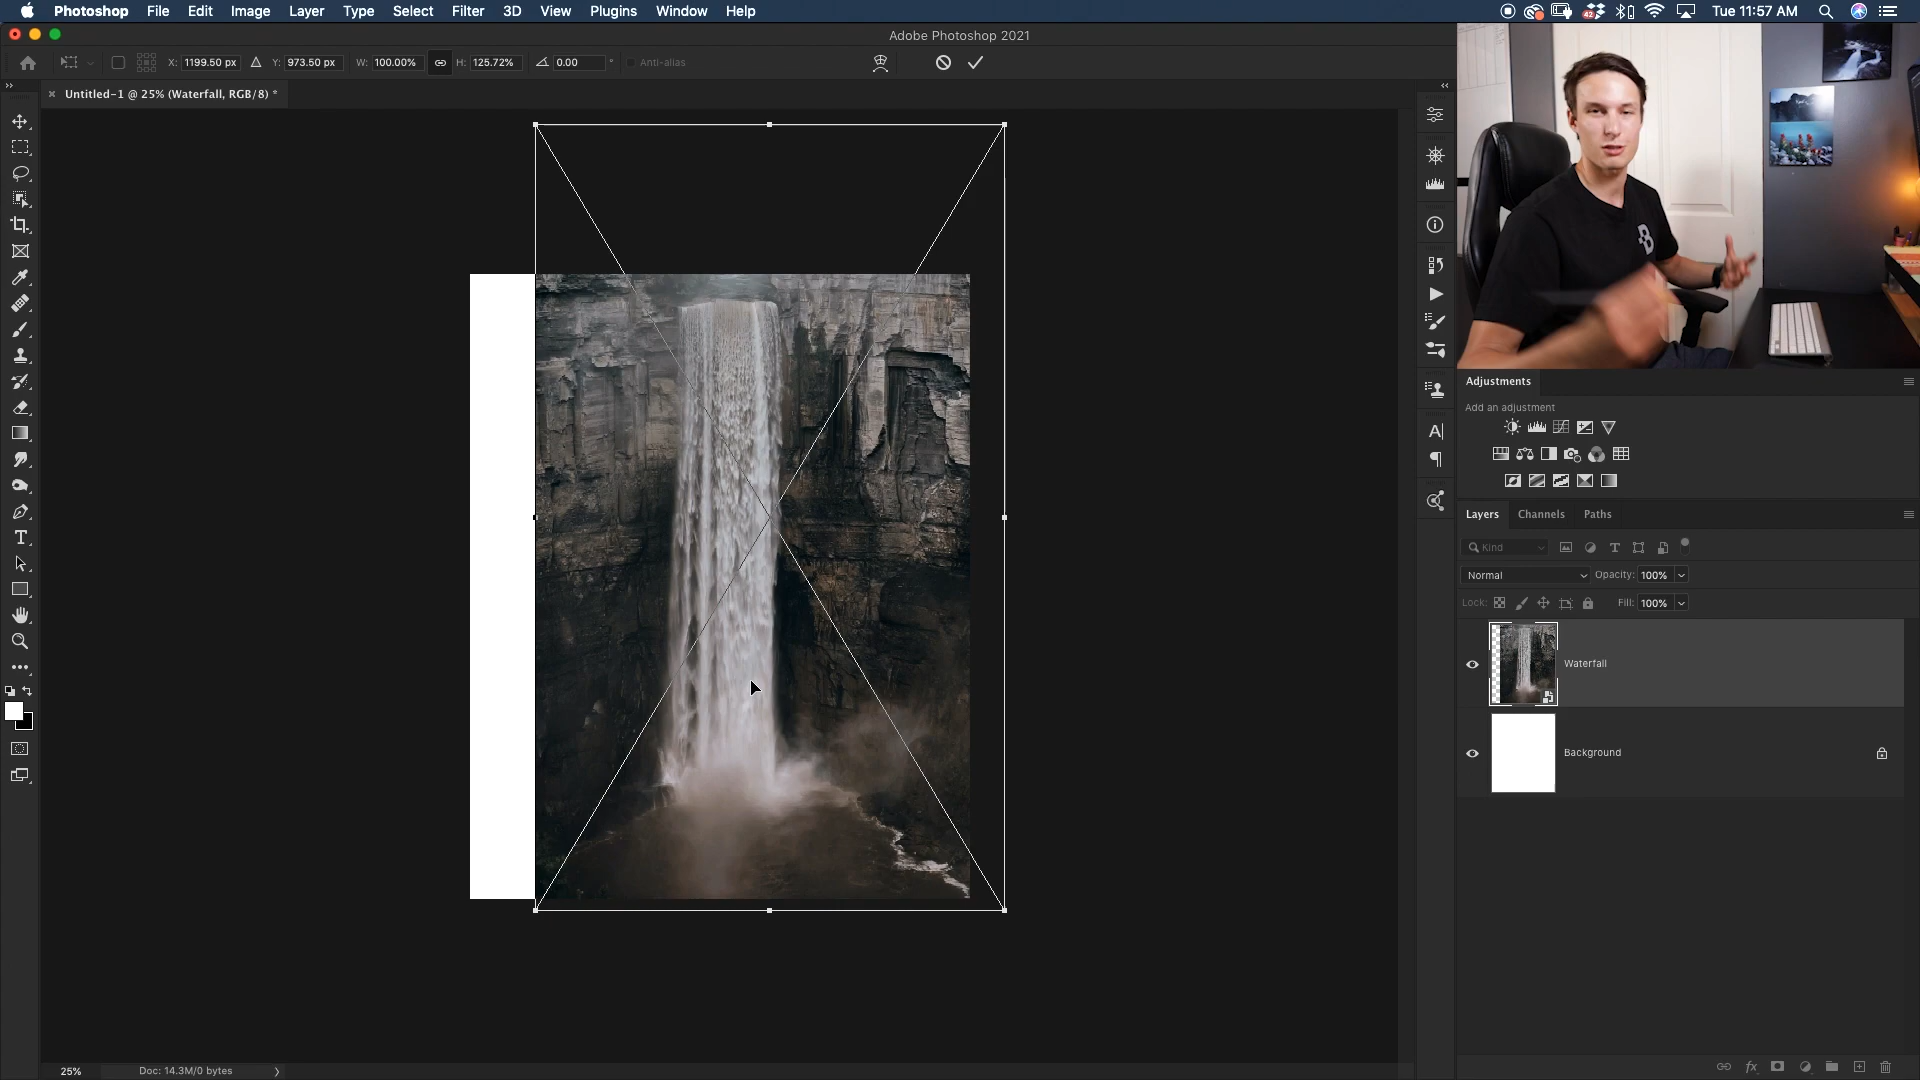 Photoshop File Edit Image Layer Type Select Filter 3D View Plugins Window Help 42 Tue 11:57 AM
Adobe Photoshop 2021
X: 1199.50 px Y: 973.50 px W: 100.00% H: 125.72% 0.00 ° Anti-alias
Untitled-1 @ 25% (Waterfall, RGB/8) *
Adjustments
Add an adjustment
Layers Channels Paths
Kind
Normal Opacity: 100%
Lock: Fill: 100%
Waterfall
Background
25% Doc: 14.3M/0 bytes